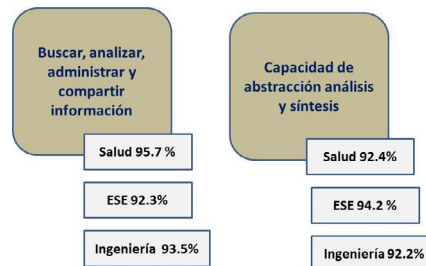 Buscar, analizar,
administrar y
compartir
información
Salud 95.7 %
ESE 92.3%
Ingeniería 93.5%
Capacidad de
abstracción análisis
y síntesis
Salud 92.4%
ESE 94.2 %
Ingeniería 92.2%